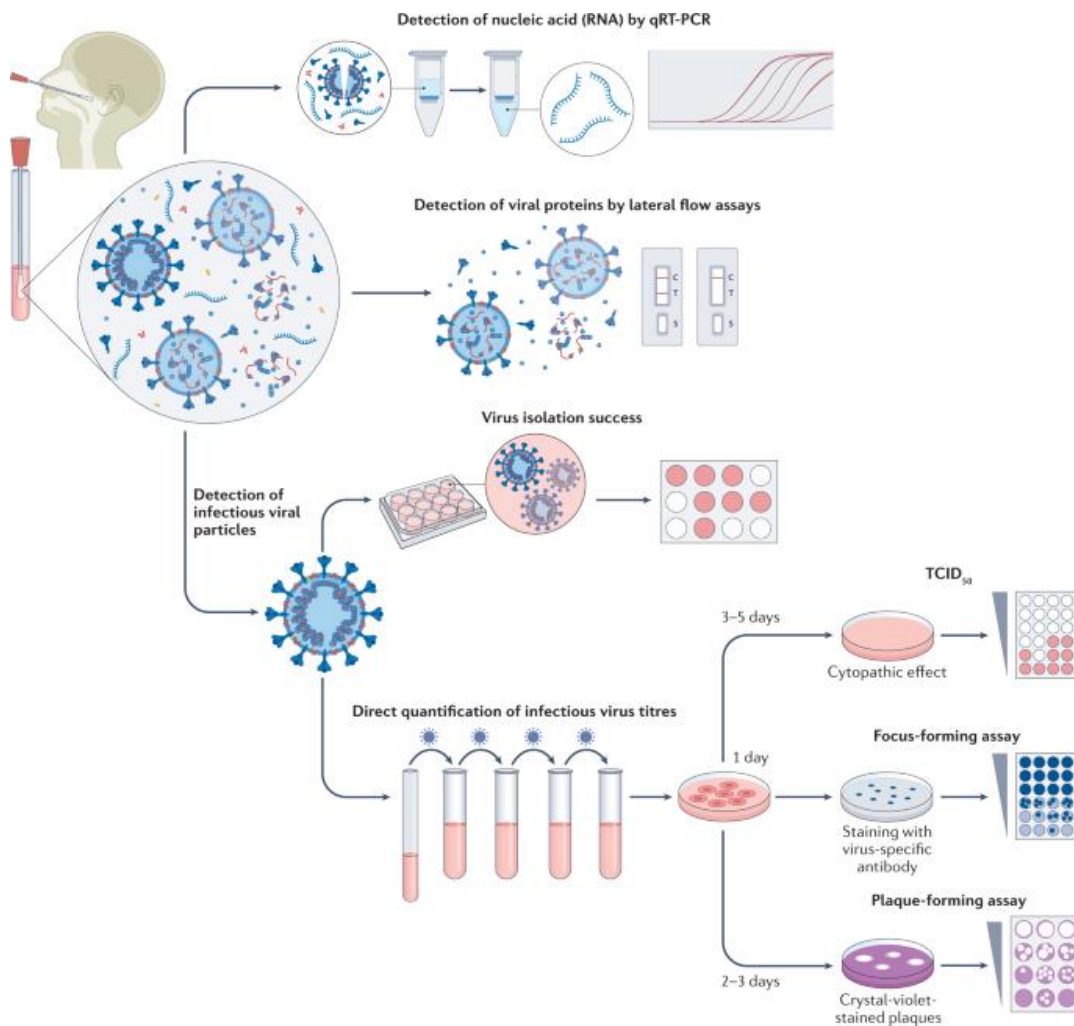 Detection of nucleic acid (RNA) by qRT-PCR
Detection of viral proteins by lateral flow assays
C
T
S
C
T
S
Virus isolation success
Detection of
infectious viral
particles
TCID₅₀
3–5 days
Cytopathic effect
Direct quantification of infectious virus titres
1 day
Focus-forming assay
Staining with
virus-specific
antibody
Plaque-forming assay
2–3 days
Crystal-violet-
stained plaques